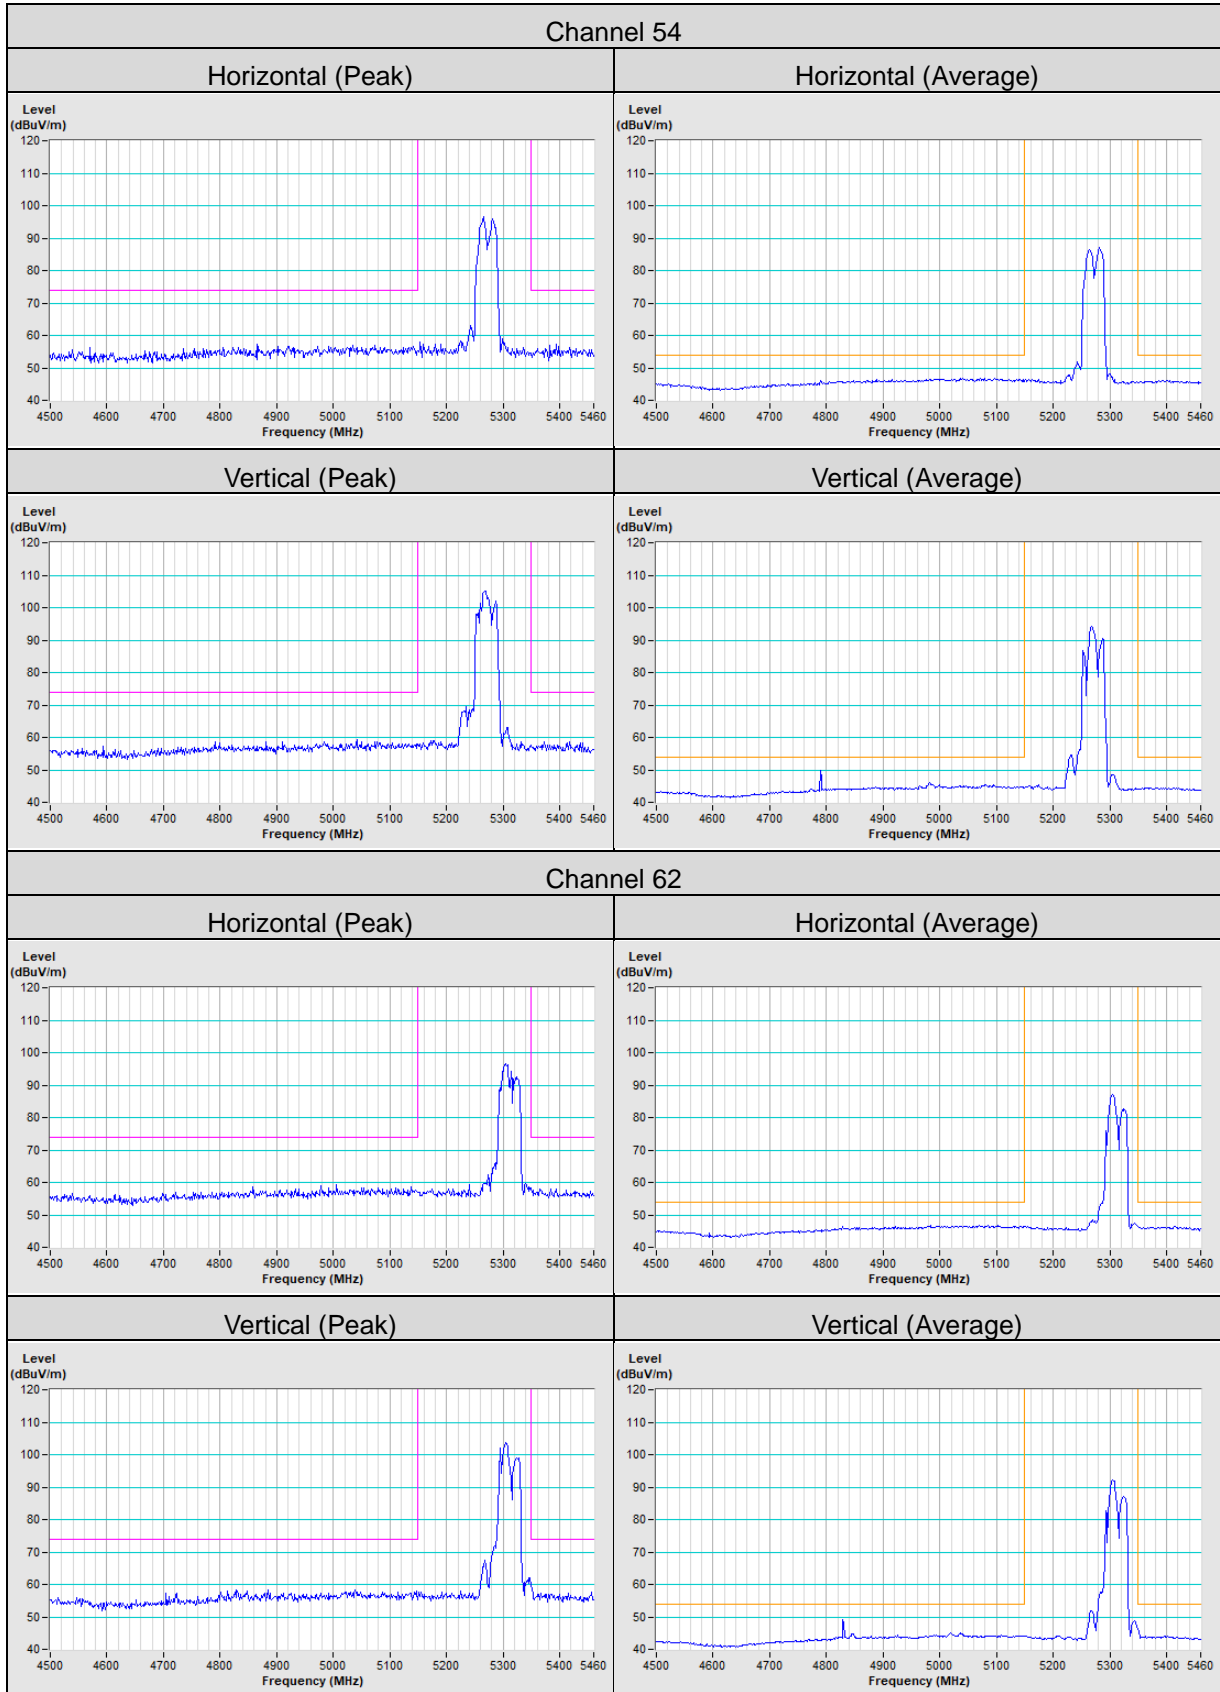 Channel 54
Horizontal (Peak) Horizontal (Average)
Level Level
(dBuV/m) (dBuV/m)
120 120
110 110
100 100
90 90
80 80
70 70
60 60
50 50
40 40
4500 4600 4700 4800 4900 5000 5100 5200 5300 5400 5460 4500 4600 4700 4800 4900 5000 5100 5200 5300 5400 5460
Frequency (MHz) Frequency (MHz)
Vertical (Peak) Vertical (Average)
Level Level
(dBuV/m) (dBuV/m)
120 120
110 110
100 100
90 90
80 80
70 70
60 60
50 50
40 40
4500 4600 4700 4800 4900 5000 5100 5200 5300 5400 5460 4500 4600 4700 4800 4900 5000 5100 5200 5300 5400 5460
Frequency (MHz) Frequency (MHz)
Channel 62
Horizontal (Peak) Horizontal (Average)
Level Level
(dBuV/m) (dBuV/m)
120 120
110 110
100 100
90 90
80 80
70 70
60 60
50 50
40 40
4500 4600 4700 4800 4900 5000 5100 5200 5300 5400 5460 4500 4600 4700 4800 4900 5000 5100 5200 5300 5400 5460
Frequency (MHz) Frequency (MHz)
Vertical (Peak) Vertical (Average)
Level Level
(dBuV/m) (dBuV/m)
120 120
110 110
100 100
90 90
80 80
70 70
60 60
50 50
40 40
4500 4600 4700 4800 4900 5000 5100 5200 5300 5400 5460 4500 4600 4700 4800 4900 5000 5100 5200 5300 5400 5460
Frequency (MHz) Frequency (MHz)